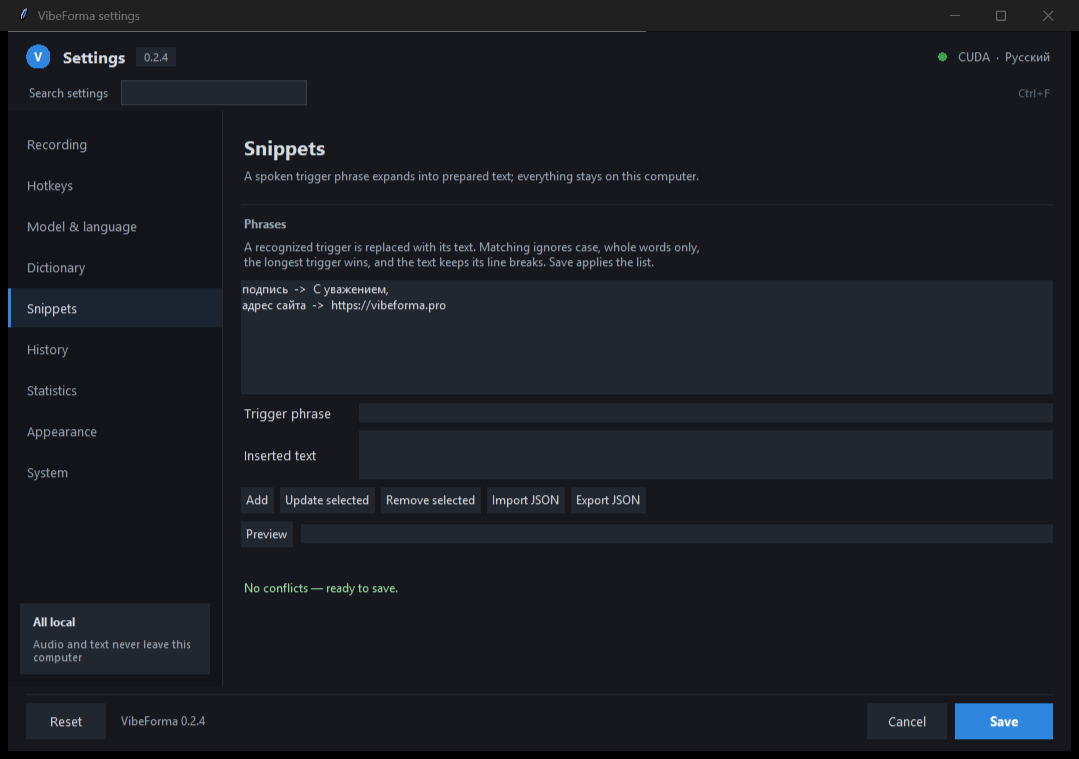 VibeForma settings
V
Settings 0.2.4
CUDA · Русский
Search settings
Ctrl+F
Recording
Hotkeys
Model & language
Dictionary
Snippets
History
Statistics
Appearance
System
All local
Audio and text never leave this
computer
Snippets
A spoken trigger phrase expands into prepared text; everything stays on this computer.
Phrases
A recognized trigger is replaced with its text. Matching ignores case, whole words only,
the longest trigger wins, and the text keeps its line breaks. Save applies the list.
подпись -> С уважением,
адрес сайта -> https://vibeforma.pro
Trigger phrase
Inserted text
Add Update selected Remove selected Import JSON Export JSON
Preview
No conflicts — ready to save.
Reset VibeForma 0.2.4 Cancel Save